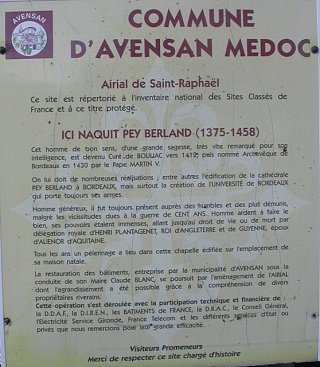 AVENSAN
COMMUNE
D'AVENSAN MEDOC
Airial de Saint-Raphaël
Ce site est répertorié à l'inventaire national des Sites Classés de
France et à ce titre protégé.
ICI NAQUIT PEY BERLAND (1375-1458)
Cet homme de bon sens, d'une grande sagesse, très vite remarqué pour son
intelligence, est devenu Curé de BOULIAC vers 1412 puis nommé Archevêque de
Bordeaux en 1430 par le Pape MARTIN V.
On lui doit de nombreuses réalisations ; entre autres l'édification de la cathédrale
PEY BERLAND à BORDEAUX, mais surtout la création de l'UNIVERSITE de BORDEAUX
qui porte toujours ses armes.
Homme généreux, il fut toujours présent auprès des humbles et des plus démunis,
malgré les vicissitudes dues à la guerre de CENT ANS. Homme ardent à faire le
bien, ses pouvoirs étaient immenses, allant jusqu'au droit de vie ou de mort par
délégation royale d'HENRI PLANTAGENET, ROI d'ANGLETERRE et de GUYENNE, époux
d'ALIENOR d'AQUITAINE.
Tous les ans un pèlerinage a lieu dans cette chapelle édifiée sur l'emplacement de
sa maison natale.
La restauration des bâtiments, entreprise par la municipalité d'AVENSAN sous la
conduite de son Maire Claude BLANC, se poursuit par l'aménagement de l'AIRIAL
dont l'agrandissement a été possible grâce à la compréhension de divers
propriétaires riverains.
Cette opération s'est déroulée avec la participation technique et financière de :
la D.D.A.F., la D.I.R.E.N., les BATIMENTS de FRANCE, la D.R.A.C., le Conseil Général,
l'Electricité Service Gironde, France Telecom et les différents services d'Etat ou
privés que nous remercions pour leur grande efficacité.
Visiteurs Promeneurs
Merci de respecter ce site chargé d'histoire